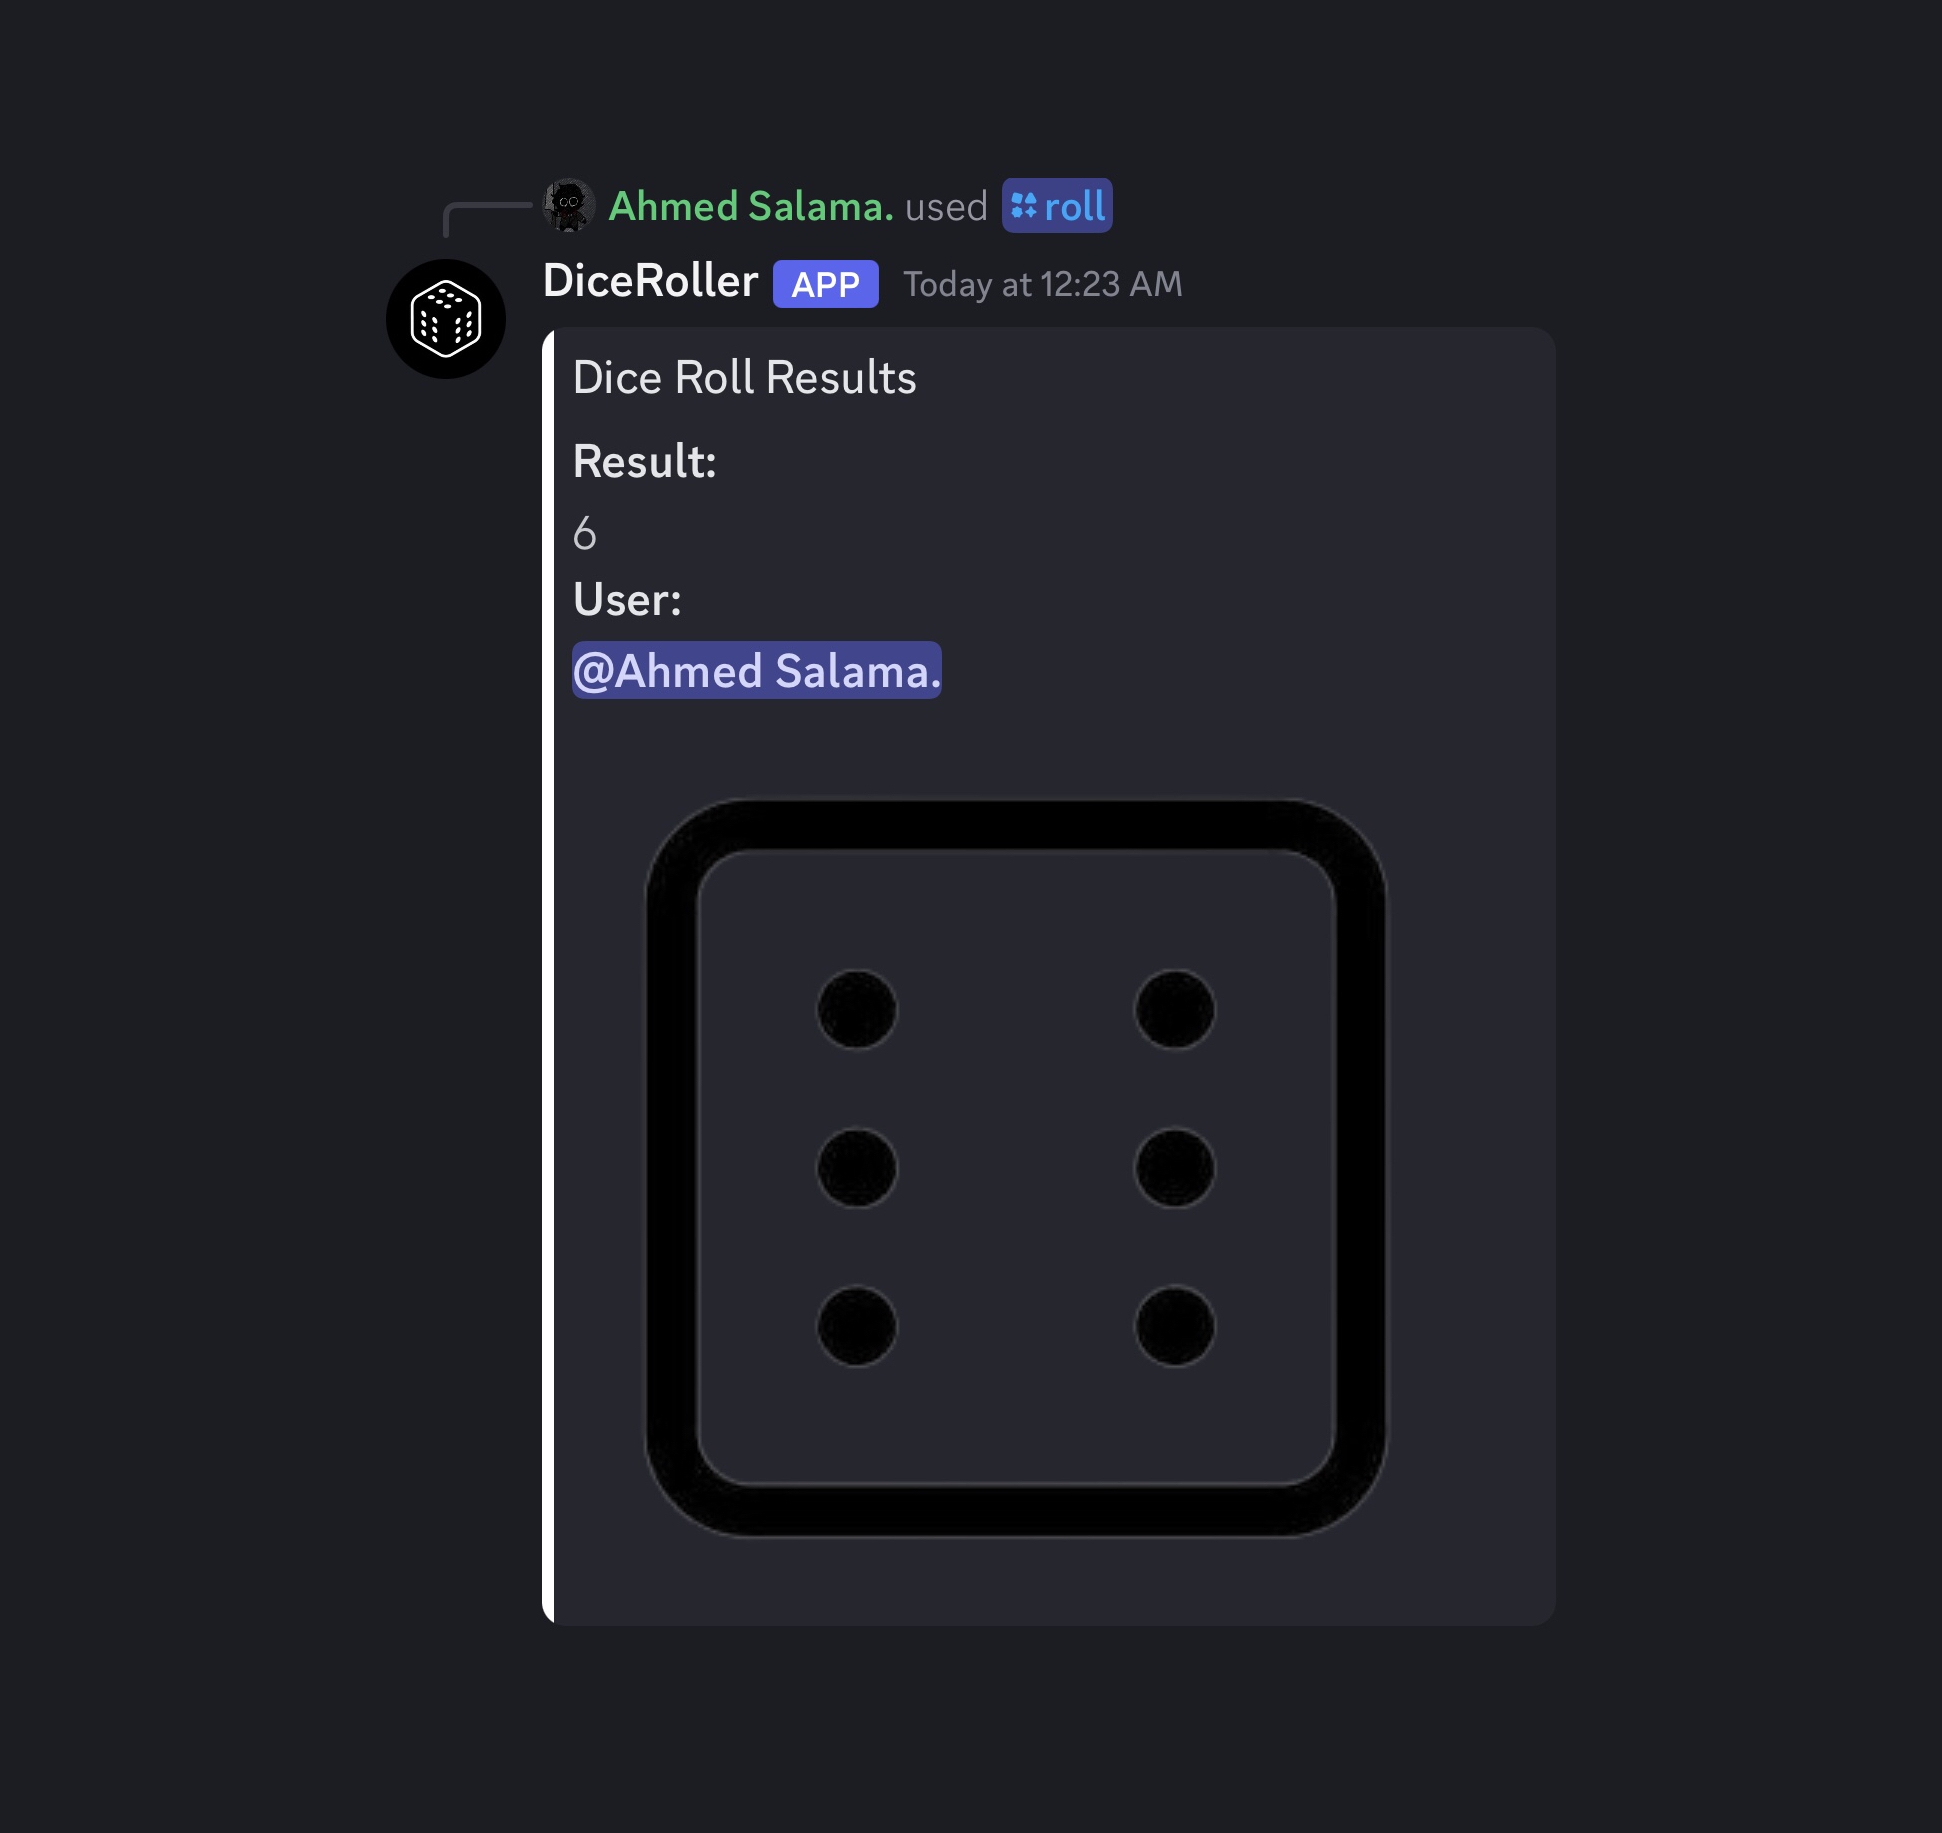 Ahmed Salama. used roll
DiceRoller APP Today at 12:23 AM
Dice Roll Results
Result:
6
User:
@Ahmed Salama.